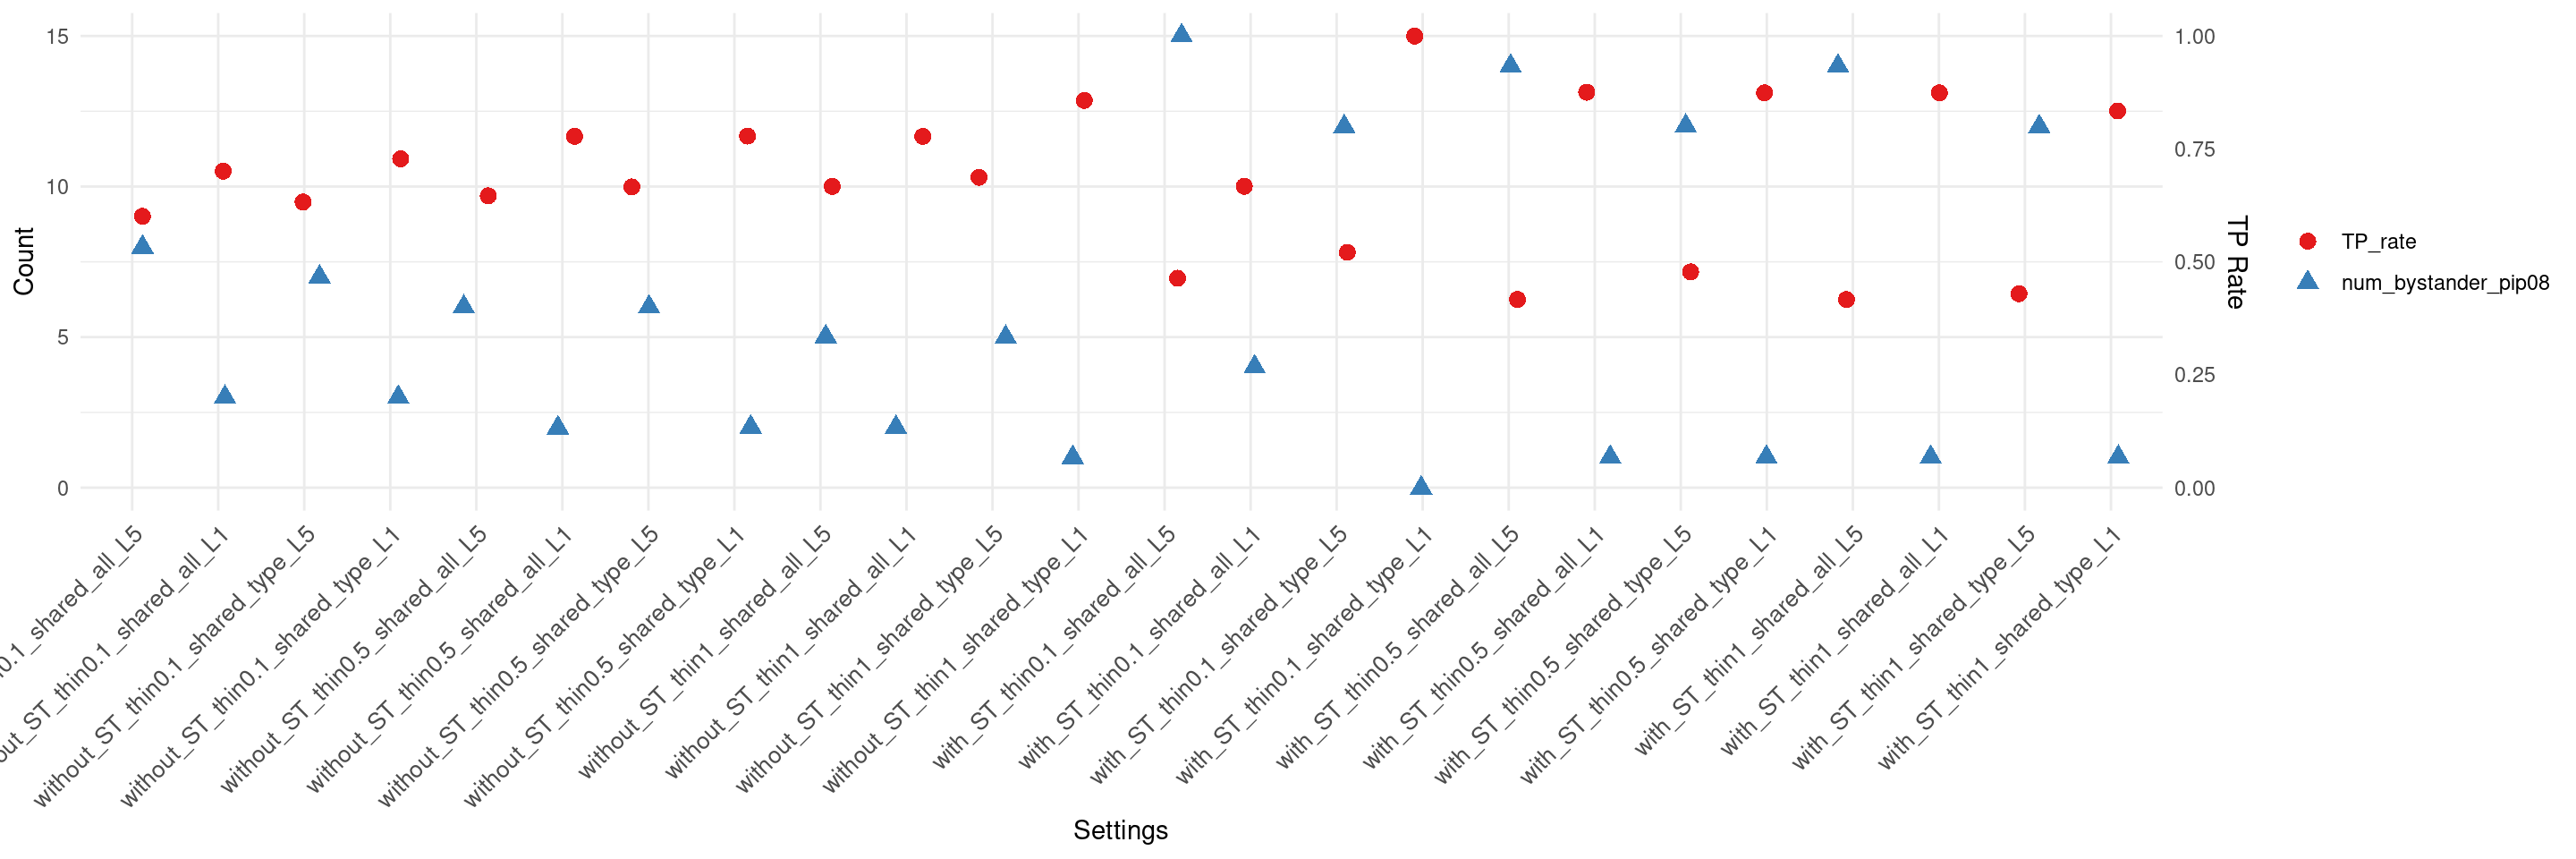 15
10
5
0
Count
1.00
0.75
0.50
0.25
0.00
TP Rate
TP_rate
num_bystander_pip08
0.1_shared_all_L5
out_ST_thin0.1_shared_all_L1
without_ST_thin0.1_shared_type_L5
without_ST_thin0.1_shared_type_L1
without_ST_thin0.5_shared_all_L5
without_ST_thin0.5_shared_all_L1
without_ST_thin0.5_shared_type_L5
without_ST_thin0.5_shared_type_L1
without_ST_thin1_shared_all_L5
without_ST_thin1_shared_all_L1
without_ST_thin1_shared_type_L5
without_ST_thin1_shared_type_L1
with_ST_thin0.1_shared_all_L5
with_ST_thin0.1_shared_all_L1
with_ST_thin0.1_shared_type_L5
with_ST_thin0.1_shared_type_L1
with_ST_thin0.5_shared_all_L5
with_ST_thin0.5_shared_all_L1
with_ST_thin0.5_shared_type_L5
with_ST_thin0.5_shared_type_L1
with_ST_thin1_shared_all_L5
with_ST_thin1_shared_all_L1
with_ST_thin1_shared_type_L5
with_ST_thin1_shared_type_L1
Settings